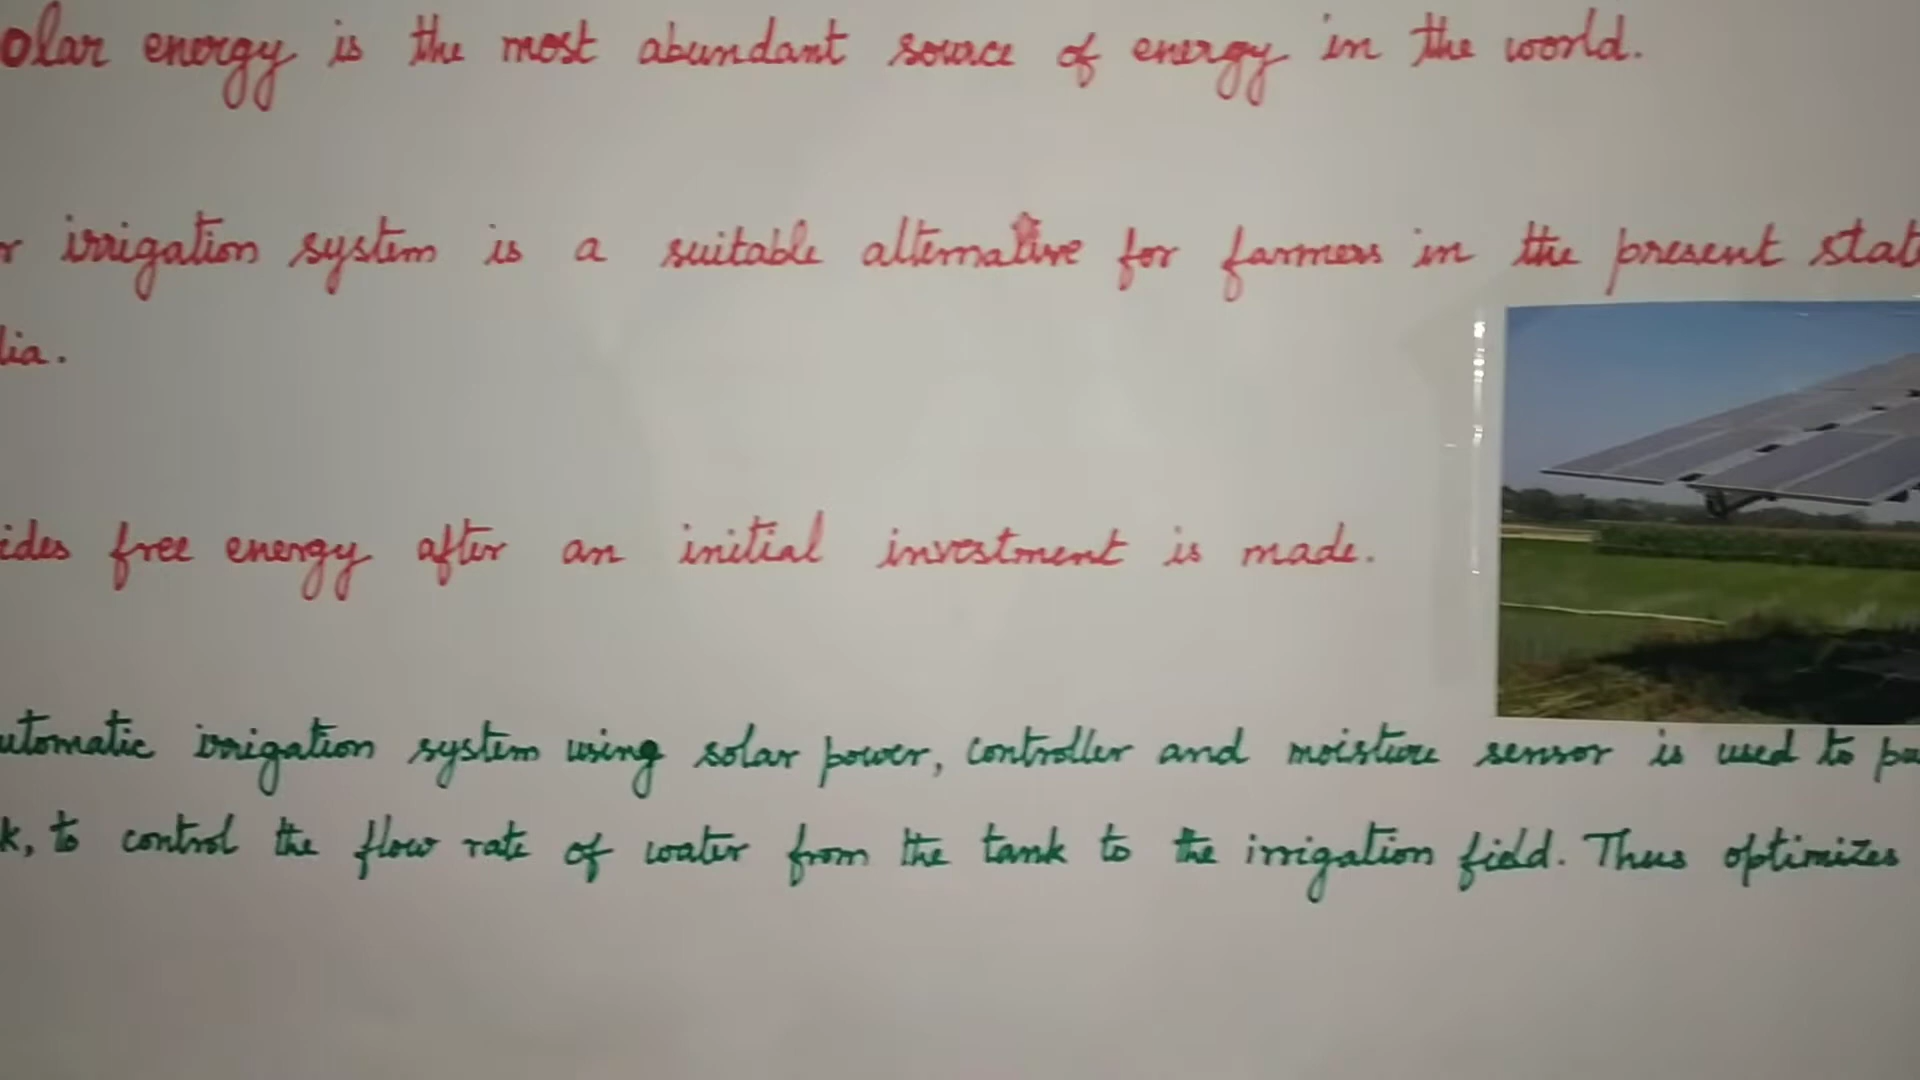 olar energy is the most abundant source of energy in the world.
r irrigation system is a suitable alternative for farmers in the present stat
dia.
ides free energy after an initial investment is made.
utomatic irrigation system using solar power, controller and moisture sensor is used to pu
k, to control the flow rate of water from the tank to the irrigation field. Thus optimizes